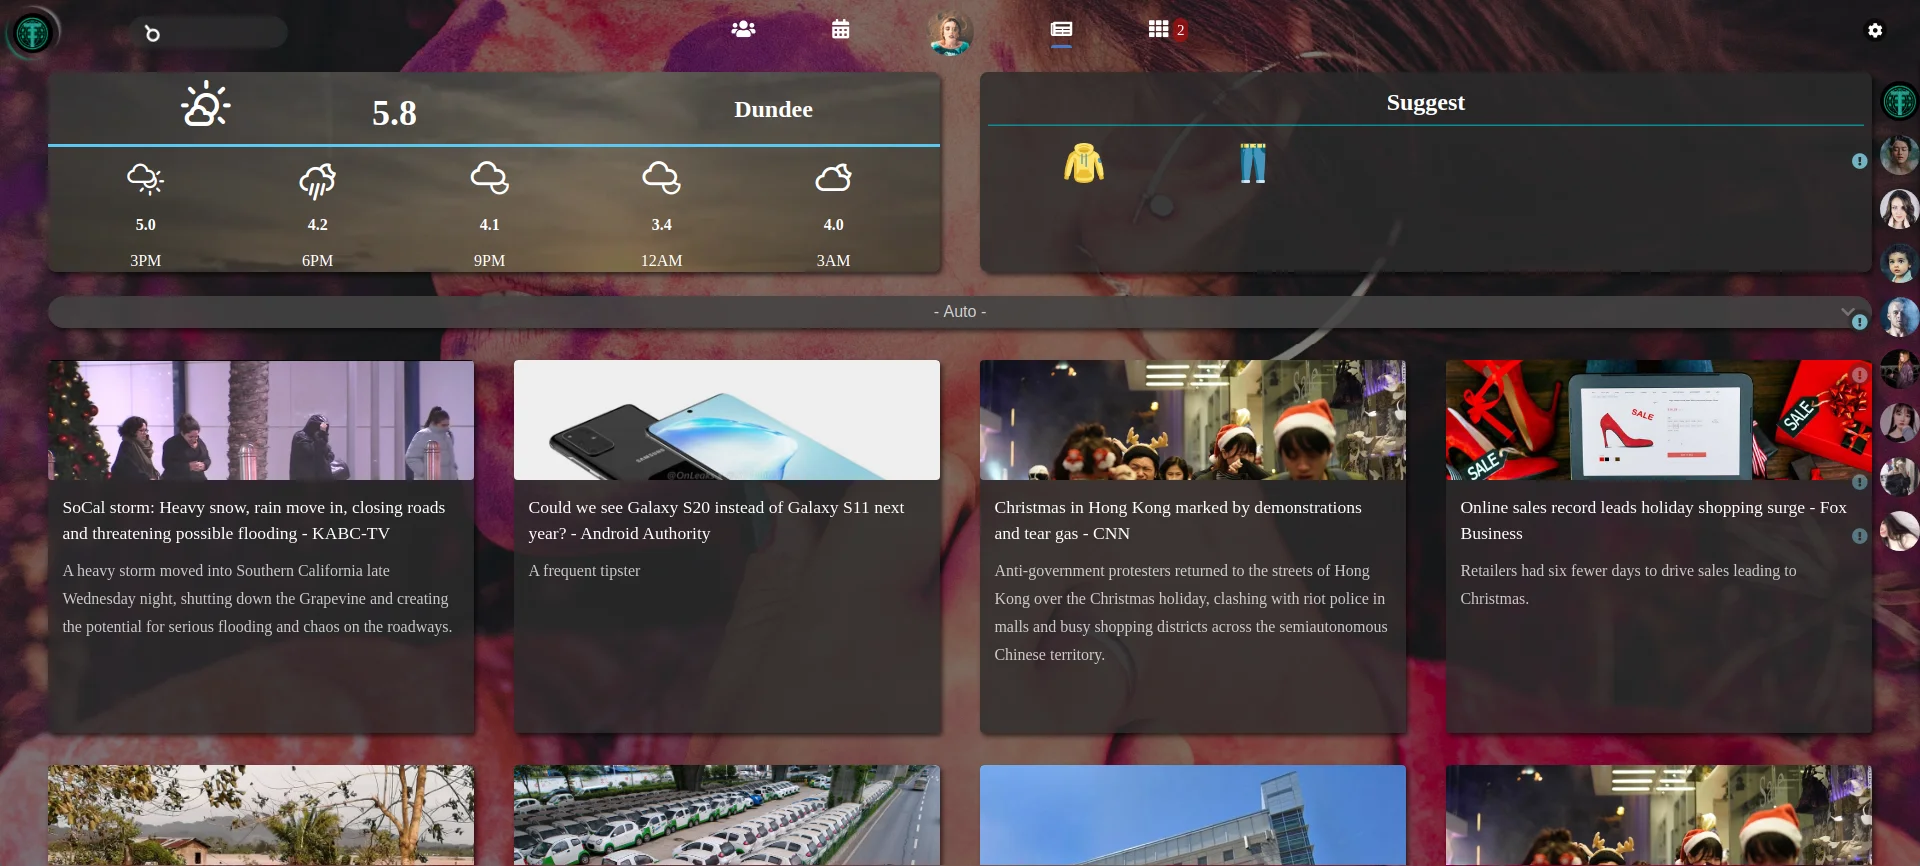 2
5.8
Dundee
5.0
4.2
4.1
3.4
4.0
3PM
6PM
9PM
12AM
3AM
Suggest
- Auto -
SoCal storm: Heavy snow, rain move in, closing roads
and threatening possible flooding - KABC-TV
A heavy storm moved into Southern California late
Wednesday night, shutting down the Grapevine and creating
the potential for serious flooding and chaos on the roadways.
SAMSUNG
Could we see Galaxy S20 instead of Galaxy S11 next
year? - Android Authority
A frequent tipster
Christmas in Hong Kong marked by demonstrations
and tear gas - CNN
Anti-government protesters returned to the streets of Hong
Kong over the Christmas holiday, clashing with riot police in
malls and busy shopping districts across the semiautonomous
Chinese territory.
SALE
SALE
SALE
Online sales record leads holiday shopping surge - Fox
Business
Retailers had six fewer days to drive sales leading to
Christmas.